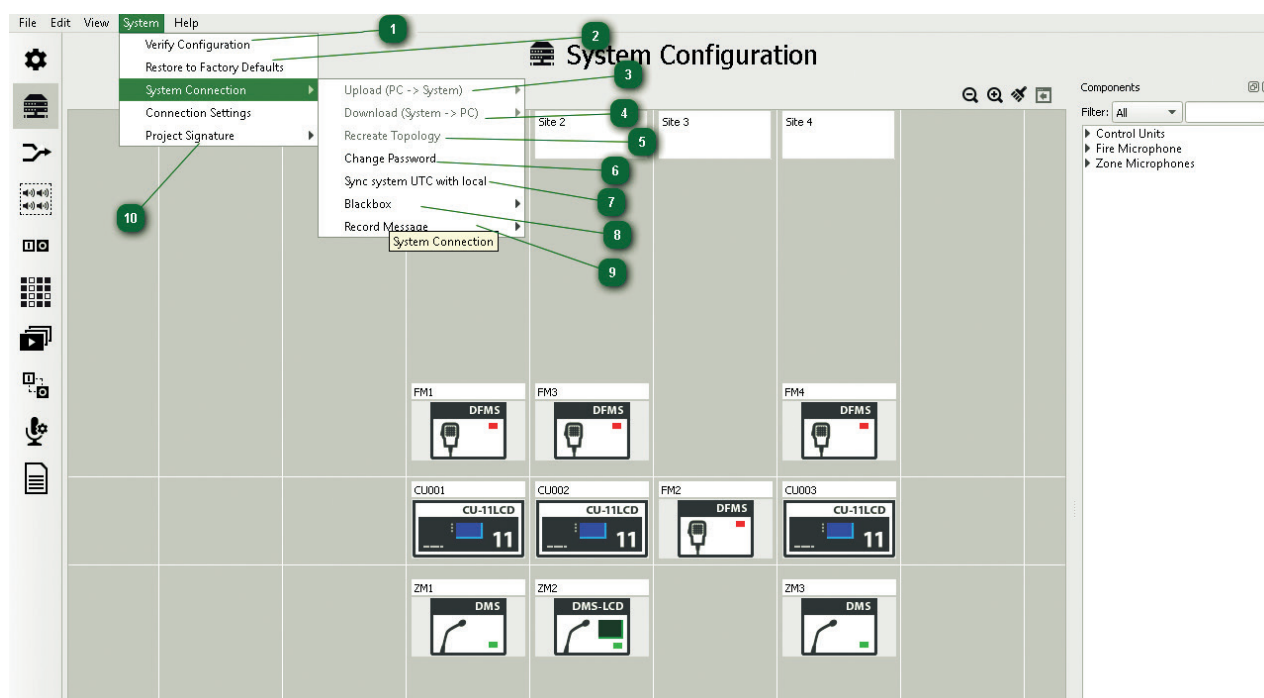 File Edit View System Help
1
Verify Configuration
2
Restore to Factory Defaults
System Configuration
3
System Connection
Upload (PC -> System)
Components
Connection Settings
Download (System -> PC)
4
Filter: All
Project Signature
Recreate Topology
5
Site 2
Site 3
Site 4
Control Units
Fire Microphone
Zone Microphones
Change Password
6
Sync system UTC with local
7
Blackbox
8
10
Record Message
System Connection
9
FM1
FM3
FM4
DFMS
DFMS
DFMS
CU001
CU002
FM2
CU003
CU-11LCD
CU-11LCD
DFMS
CU-11LCD
11
11
11
ZM1
ZM2
ZM3
DMS
DMS-LCD
DMS